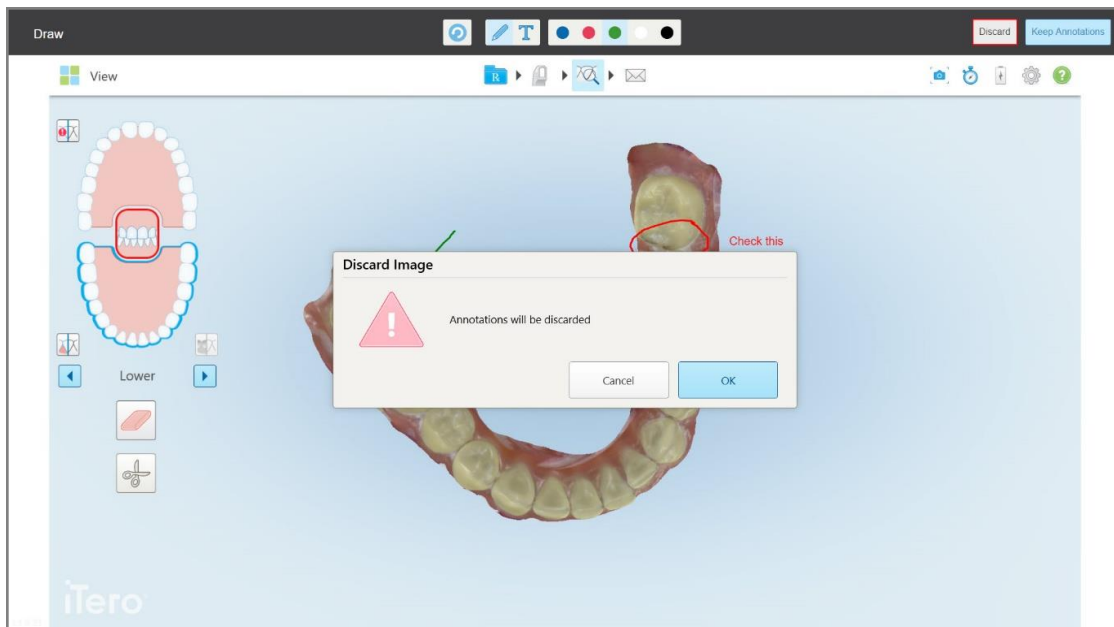 Draw
T
Discard
Keep Annotations
View
R
?
Check this
Discard Image
!
Annotations will be discarded
Cancel
OK
Lower
iTero